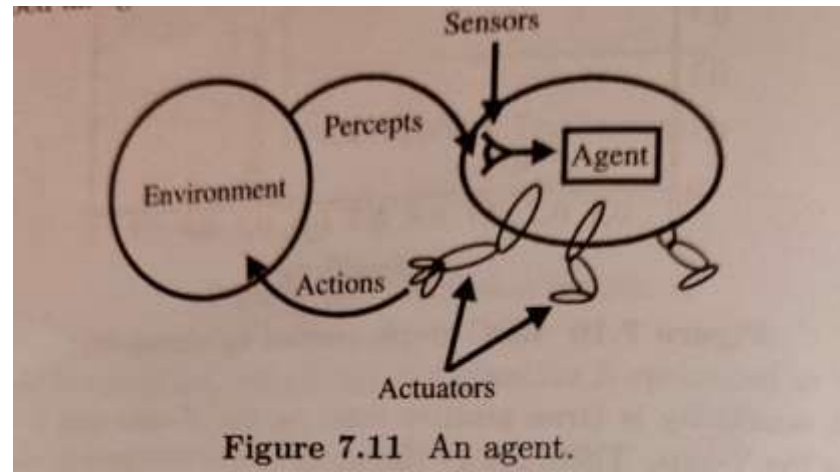 Sensors
Percepts
Agent
Environment
Actions
Actuators
Figure 7.11 An agent.